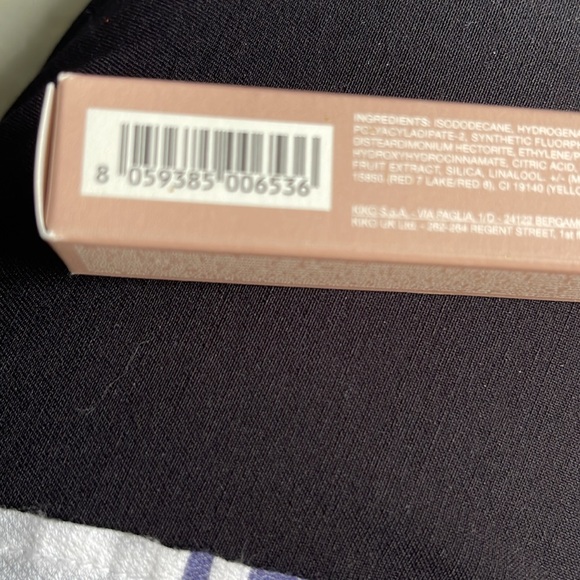 8 059385 006536
INGREDIENTS: ISODODECANE, HYDROGEN
POLYACYLADIPATE-2, SYNTHETIC FLUORPH
DISTEARDIMONIUM HECTORITE, ETHYLENE/
HYDROXYHYDROCINNAMATE, CITRIC ACID,
FRUIT EXTRACT, SILICA, LINALOOL. +/- (M
15850 (RED 7 LAKE/RED 6), CI 19140 (YELLO
KIKO S.p.A. - VIA PAGLIA, 1/D - 24122 BERGAM
KIKO UK Ltd - 262-264 REGENT STREET, 1st